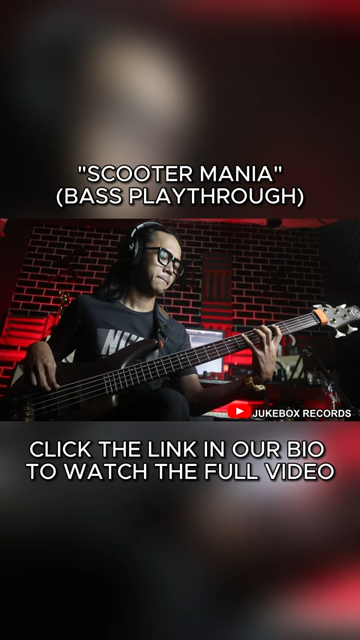 "SCOOTER MANIA"
(BASS PLAYTHROUGH)
JUKEBOX RECORDS
CLICK THE LINK IN OUR BIO
TO WATCH THE FULL VIDEO